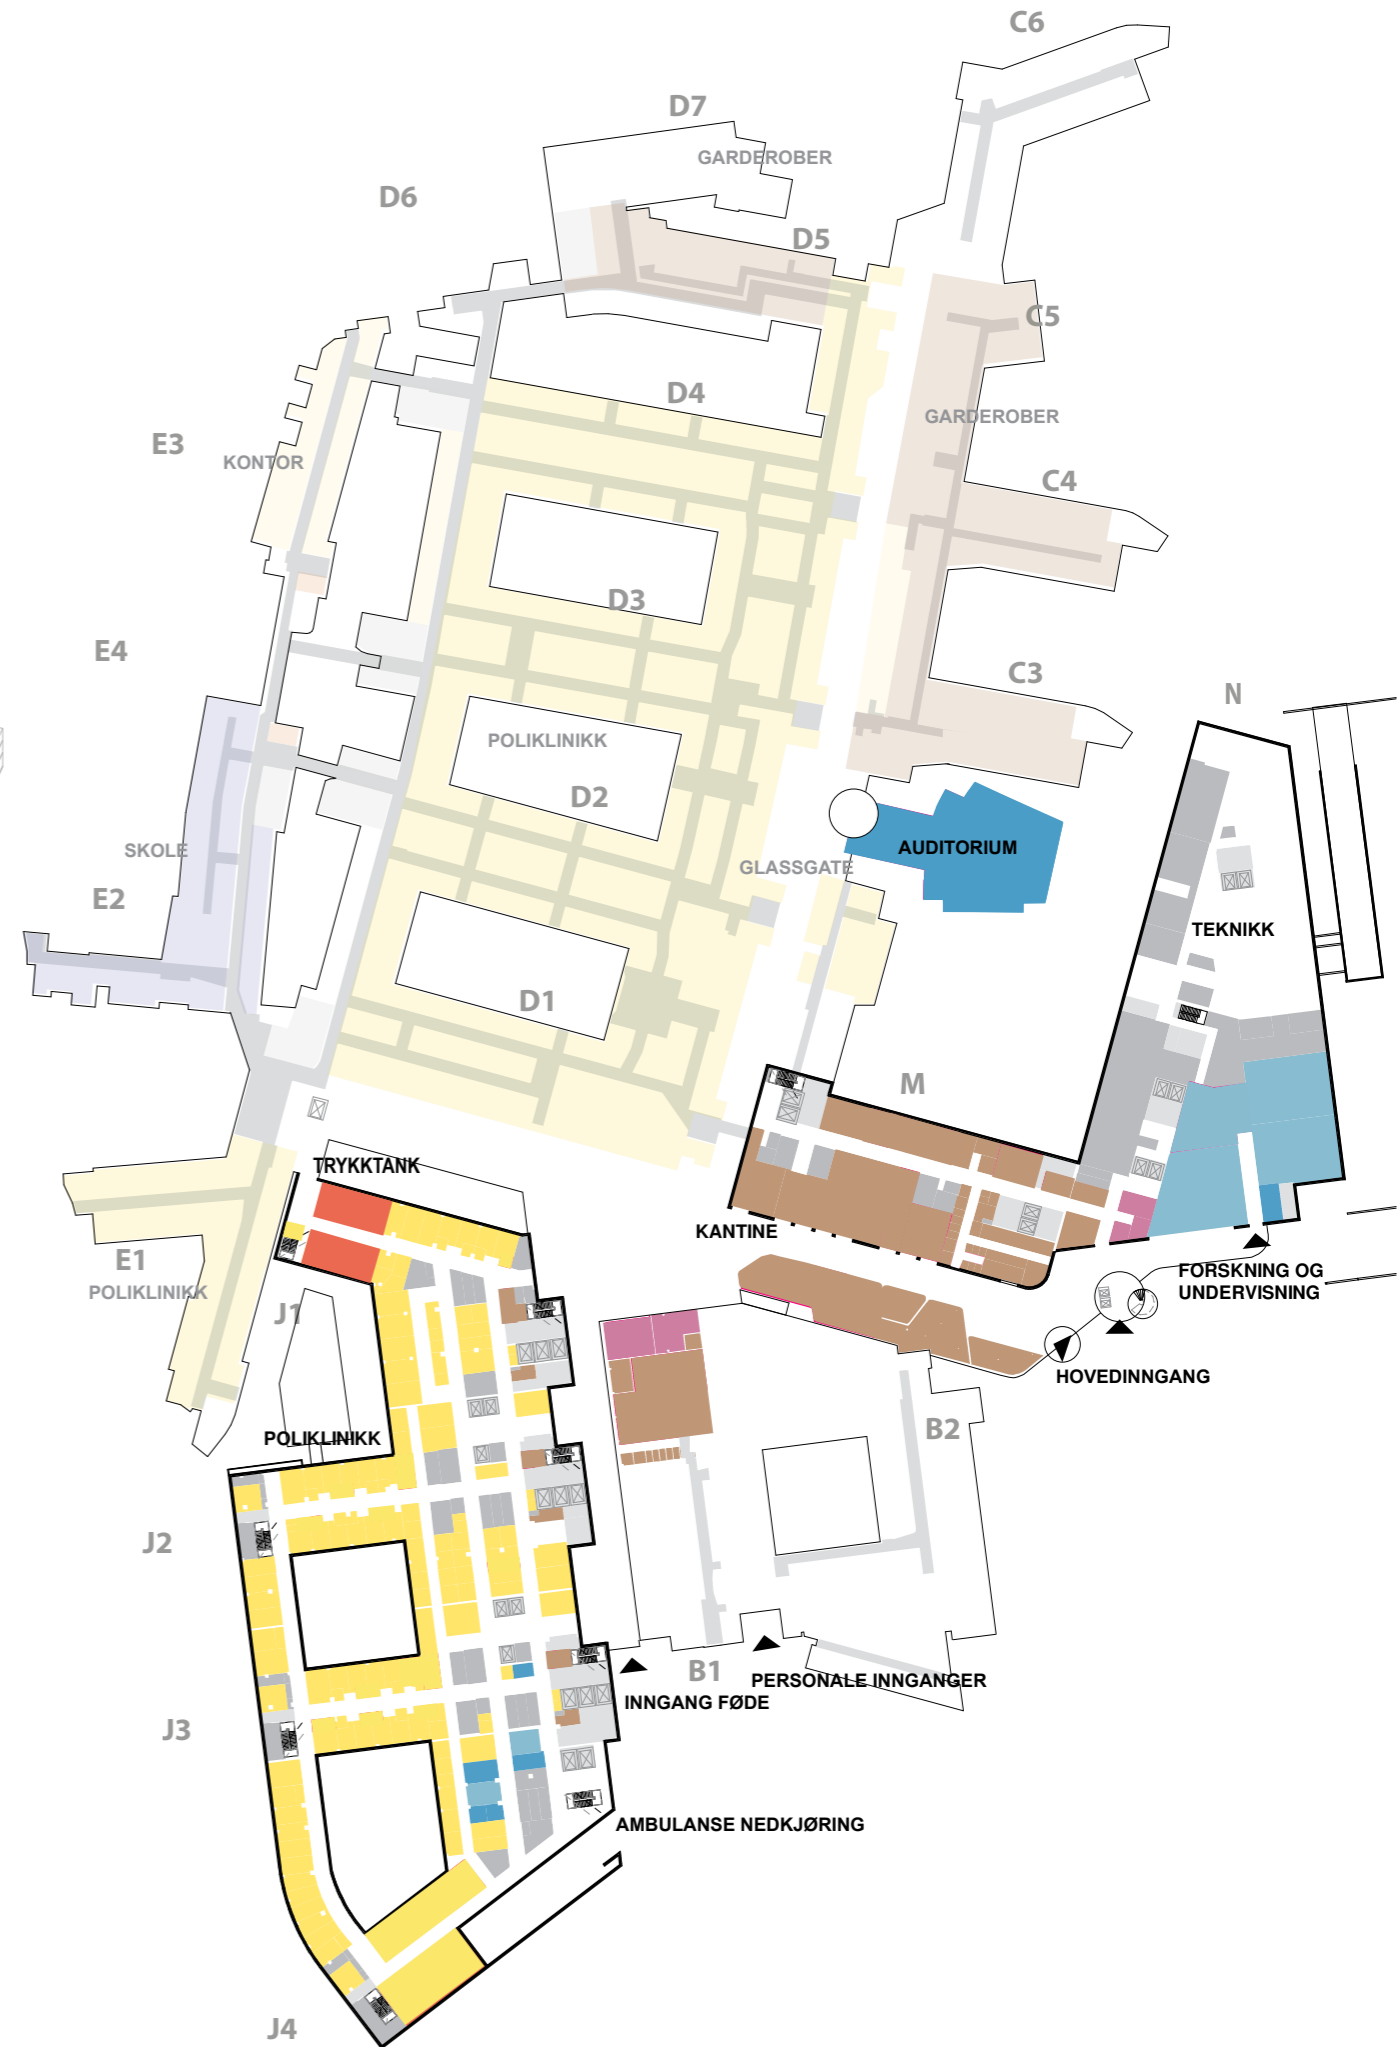 C6
D7
GARDEROBER
D6
D5
C5
D4
GARDEROBER
E3
KONTOR
C4
D3
E4
C3
N
POLIKLINIKK
D2
SKOLE
AUDITORIUM
GLASSGATE
E2
TEKNIKK
D1
M
TRYKKTANK
KANTINE
E1
POLIKLINIKK
FORSKNING OG
UNDERVISNING
J1
HOVEDINNGANG
B2
POLIKLINIKK
J2
B1
PERSONALE INNGANGER
INNGANG FØDE
J3
AMBULANSE NEDKJØRING
J4